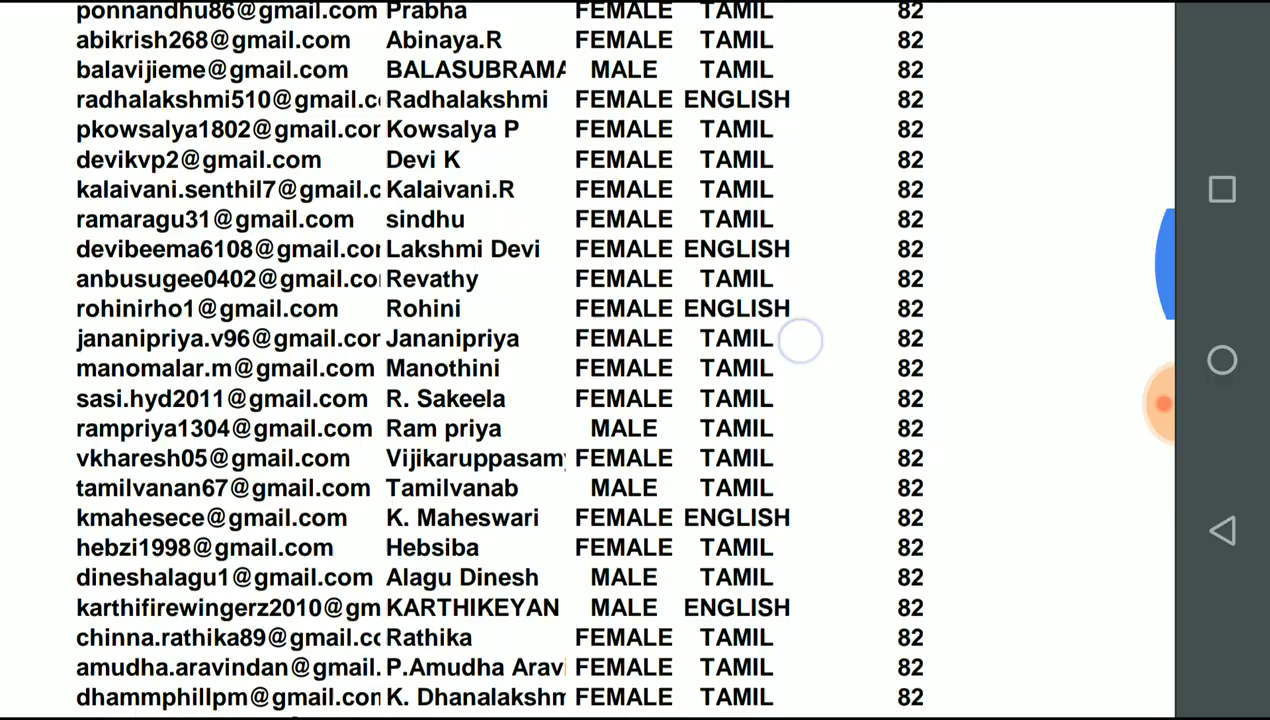 ponnandhu86@gmail.com Prabha FEMALE TAMIL 82
abikrish268@gmail.com Abinaya.R FEMALE TAMIL 82
balavijieme@gmail.com BALASUBRAMA MALE TAMIL 82
radhalakshmi510@gmail.c Radhalakshmi FEMALE ENGLISH 82
pkowsalya1802@gmail.cor Kowsalya P FEMALE TAMIL 82
devikvp2@gmail.com Devi K FEMALE TAMIL 82
kalaivani.senthil7@gmail.c Kalaivani.R FEMALE TAMIL 82
ramaragu31@gmail.com sindhu FEMALE TAMIL 82
devibeema6108@gmail.cor Lakshmi Devi FEMALE ENGLISH 82
anbusugee0402@gmail.co Revathy FEMALE TAMIL 82
rohinirho1@gmail.com Rohini FEMALE ENGLISH 82
jananipriya.v96@gmail.cor Jananipriya FEMALE TAMIL 82
manomalar.m@gmail.com Manothini FEMALE TAMIL 82
sasi.hyd2011@gmail.com R. Sakeela FEMALE TAMIL 82
rampriya1304@gmail.com Ram priya MALE TAMIL 82
vkharesh05@gmail.com Vijikaruppasamy FEMALE TAMIL 82
tamilvanan67@gmail.com Tamilvanab MALE TAMIL 82
kmahesece@gmail.com K. Maheswari FEMALE ENGLISH 82
hebzi1998@gmail.com Hebsiba FEMALE TAMIL 82
dineshalagu1@gmail.com Alagu Dinesh MALE TAMIL 82
karthifirewingerz2010@gm KARTHIKEYAN MALE ENGLISH 82
chinna.rathika89@gmail.cc Rathika FEMALE TAMIL 82
amudha.aravindan@gmail. P.Amudha Aravi FEMALE TAMIL 82
dhammphillpm@gmail.con K. Dhanalakshm FEMALE TAMIL 82